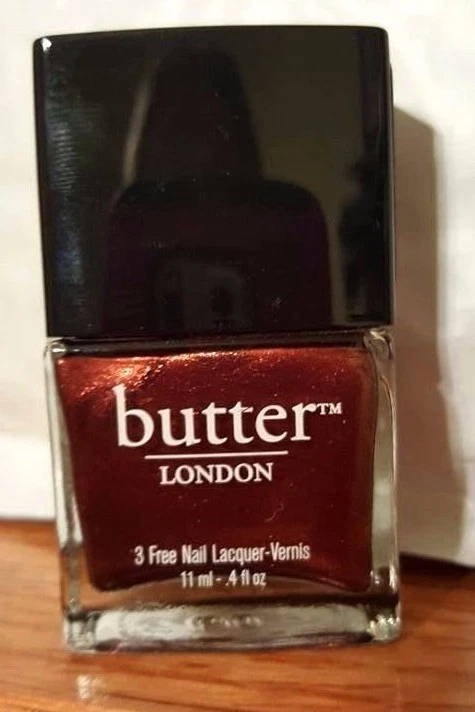 butter™
LONDON
3 Free Nail Lacquer-Vernis
11 ml - .4 fl oz